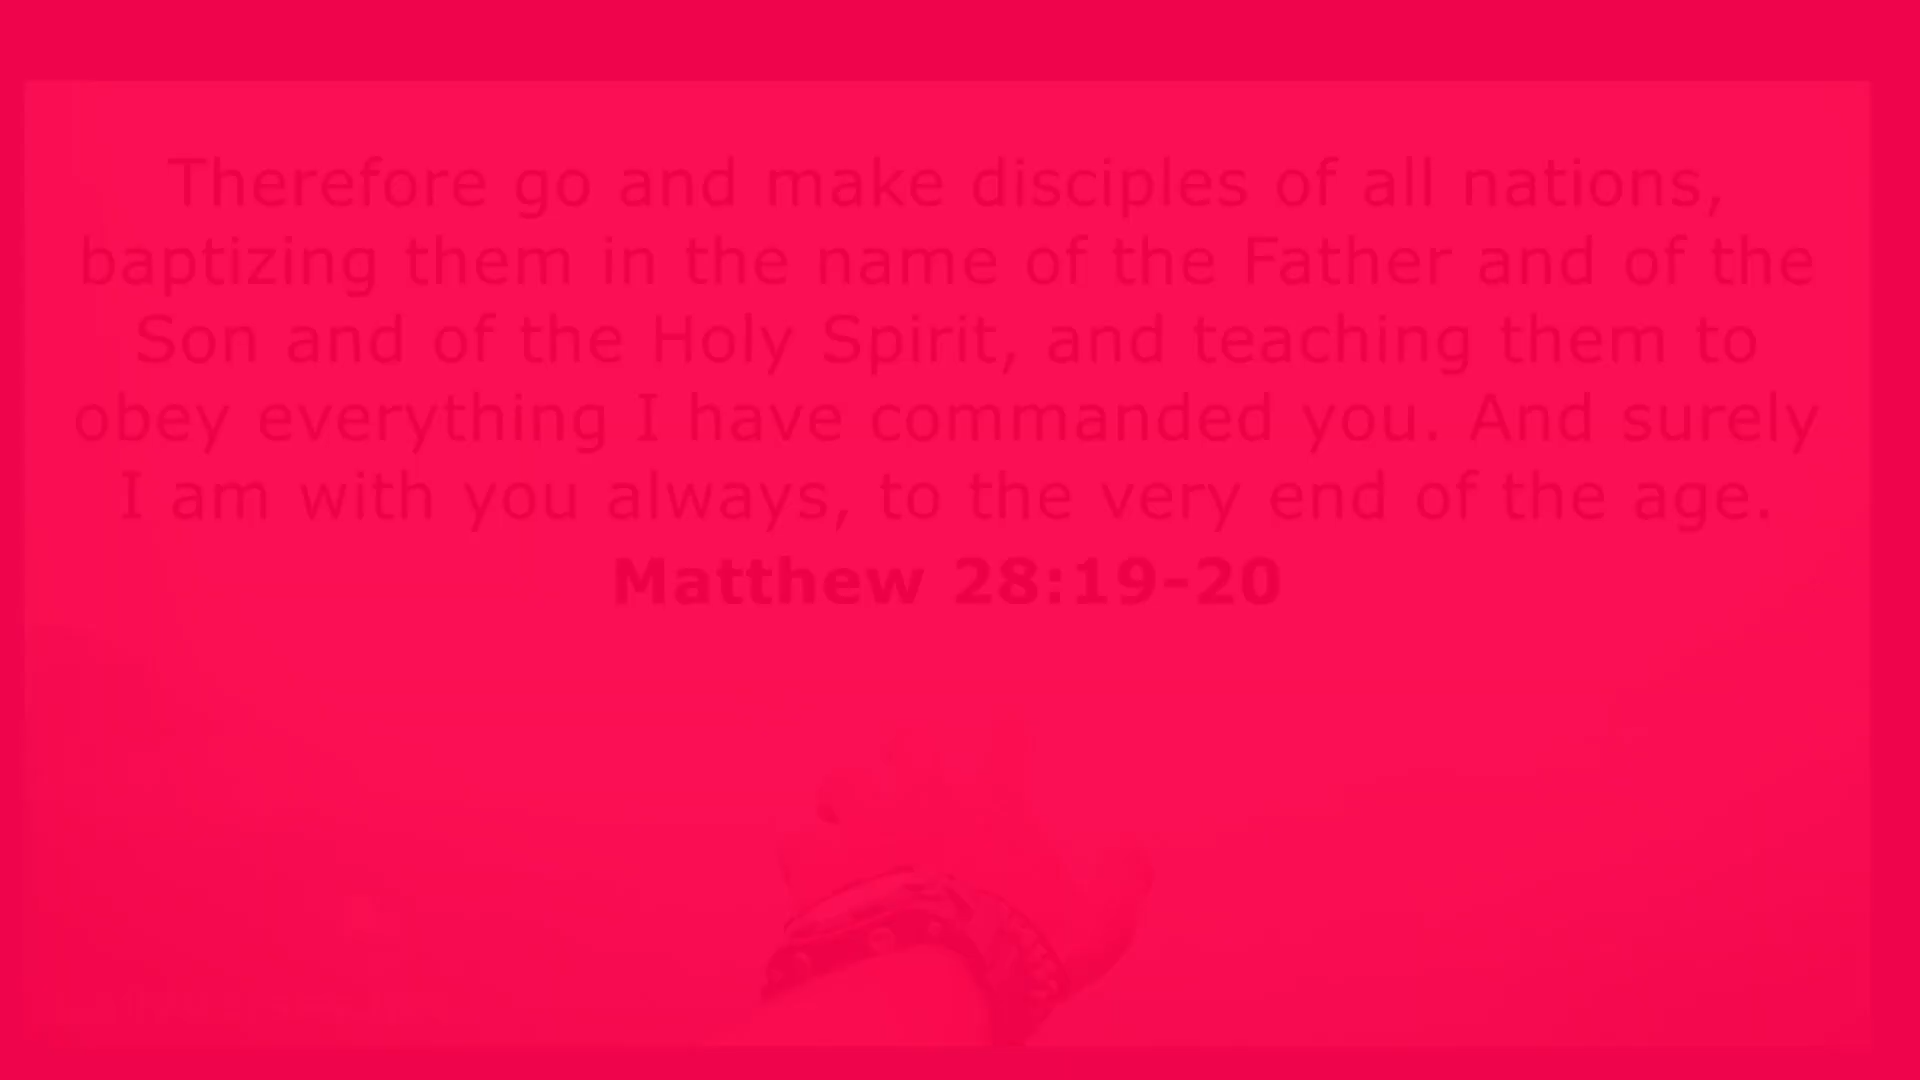 Therefore go and make disciples of all nations,
baptizing them in the name of the Father and of the
Son and of the Holy Spirit, and teaching them to
obey everything I have commanded you. And surely
I am with you always, to the very end of the age.
Matthew 28:19-20